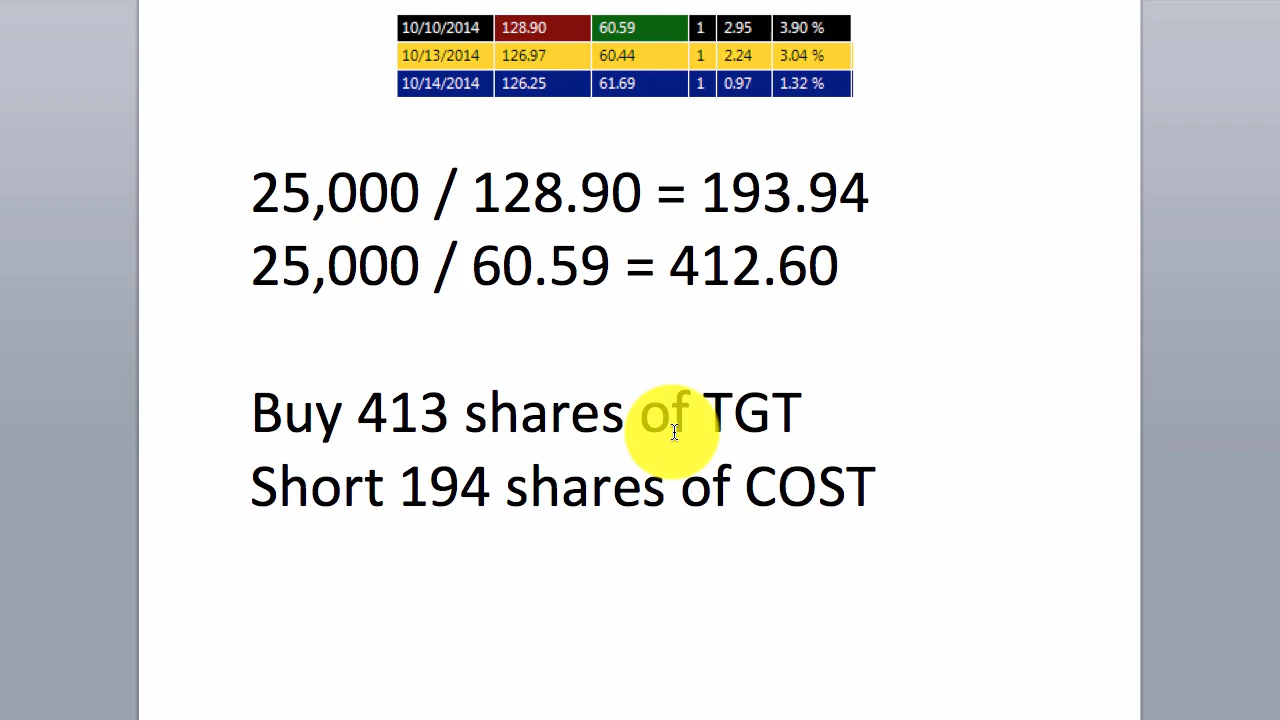 10/10/2014 128.90 60.59 1 2.95 3.90 %
10/13/2014 126.97 60.44 1 2.24 3.04 %
10/14/2014 126.25 61.69 1 0.97 1.32 %
25,000 / 128.90 = 193.94
25,000 / 60.59 = 412.60
Buy 413 shares of TGT
Short 194 shares of COST